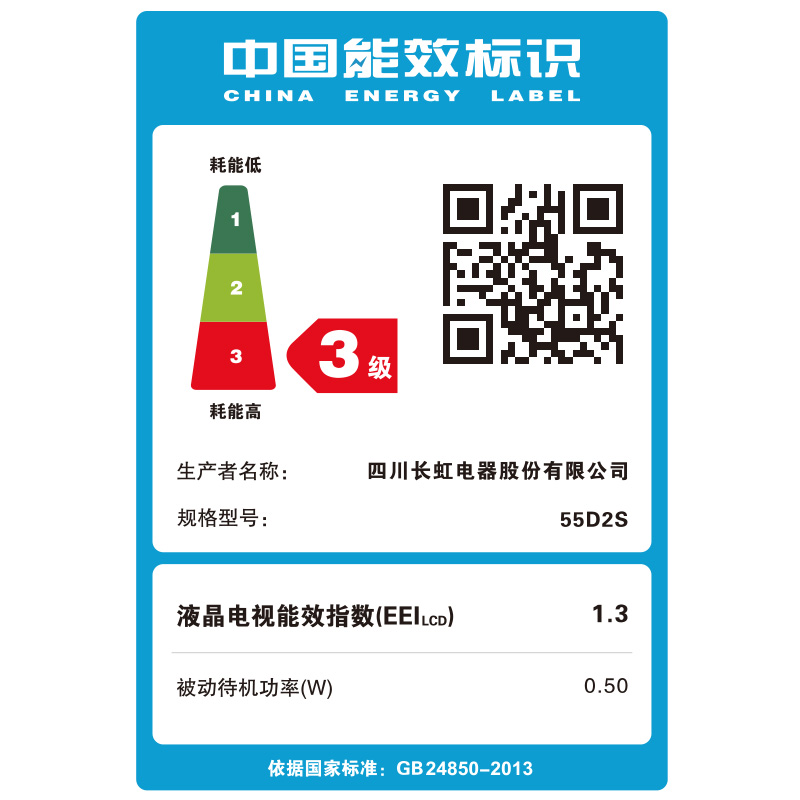 中国能效标识
CHINA ENERGY LABEL
耗能低
1
2
3
3级
耗能高
生产者名称: 四川长虹电器股份有限公司
规格型号: 55D2S
液晶电视能效指数(EEILCD) 1.3
被动待机功率(W) 0.50
依据国家标准: GB24850-2013